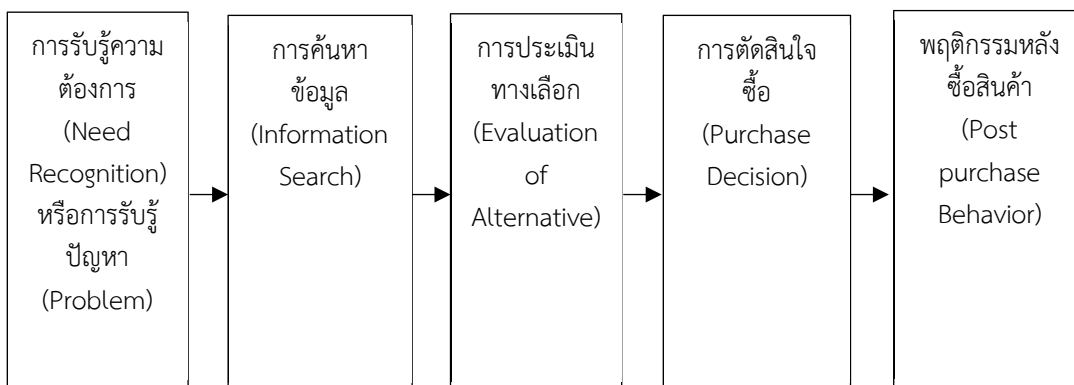 การรับรู้ความ
ต้องการ
(Need
Recognition)
หรือการรับรู้
ปัญหา
(Problem)
การค้นหา
ข้อมูล
(Information
Search)
การประเมิน
ทางเลือก
(Evaluation
of
Alternative)
การตัดสินใจ
ซื้อ
(Purchase
Decision)
พฤติกรรมหลัง
ซื้อสินค้า
(Post
purchase
Behavior)